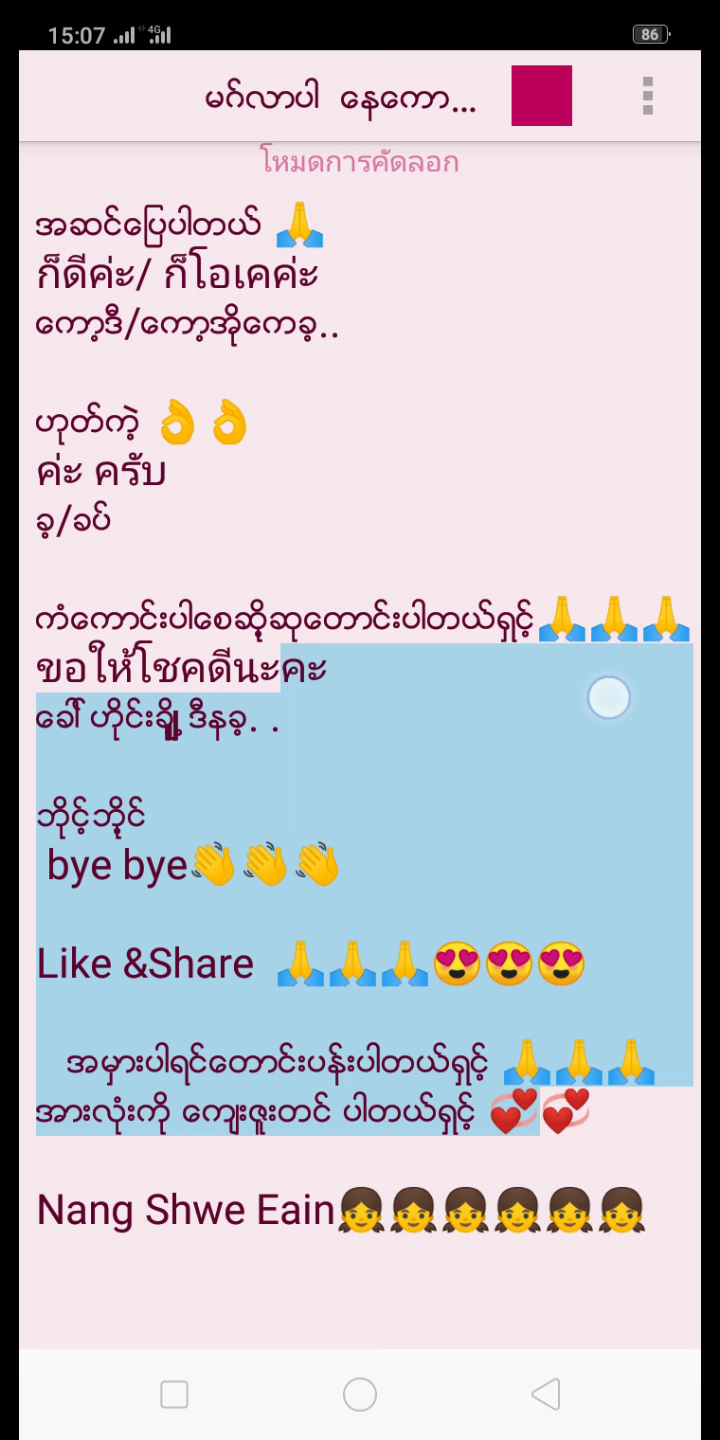 15:07 4G 86
မင်္ဂလာပါ နေကော...
โหมดการคัดลอก
အဆင်ပြေပါတယ် 🙏
ก็ดีค่ะ/ ก็โอเคค่ะ
ကော့ဒီ/ကော့အိုကေခ့..
ဟုတ်ကဲ့ 👌👌
ค่ะ ครับ
ခ့/ခပ်
ကံကောင်းပါစေဆို့ဆုတောင်းပါတယ်ရှင့်🙏🙏🙏
ขอให้โชคดีนะคะ
ခေါ်ဟိုင်းချို့ဒီနခ့. .
ဘိုင့်ဘို့င်
bye bye👋👋👋
Like &Share 🙏🙏🙏😍😍😍
အမှားပါရင်တောင်းပန်းပါတယ်ရှင့် 🙏🙏🙏
အားလုံးကို ကျေးဇူးတင် ပါတယ်ရှင့် 💞💞
Nang Shwe Eain👧👧👧👧👧👧